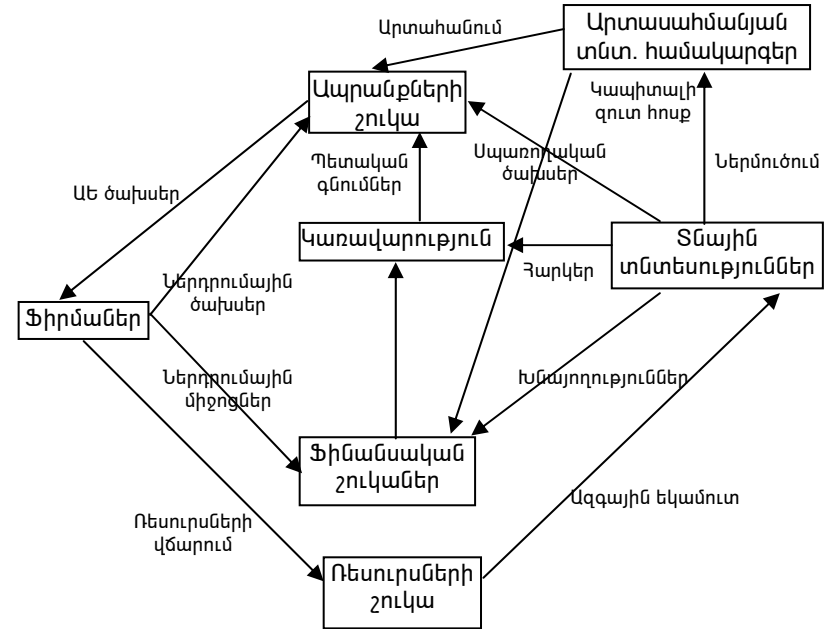 Արտահանում
Արտասահմանյան
տնտ. համակարգեր
Ապրանքների
շուկա
Կապիտալի
զուտ հոսք
Պետական
գնումներ
Սպառողական
ծախսեր
Ներմուծում
ԱԵ ծախսեր
Կառավարություն
Տնային
տնտեսություններ
Հարկեր
Ներդրումային
ծախսեր
Ֆիրմաներ
Ներդրումային
միջոցներ
Խնայողություններ
Ֆինանսական
շուկաներ
Ազգային եկամուտ
Ռեսուրսների
վճարում
Ռեսուրսների
շուկա